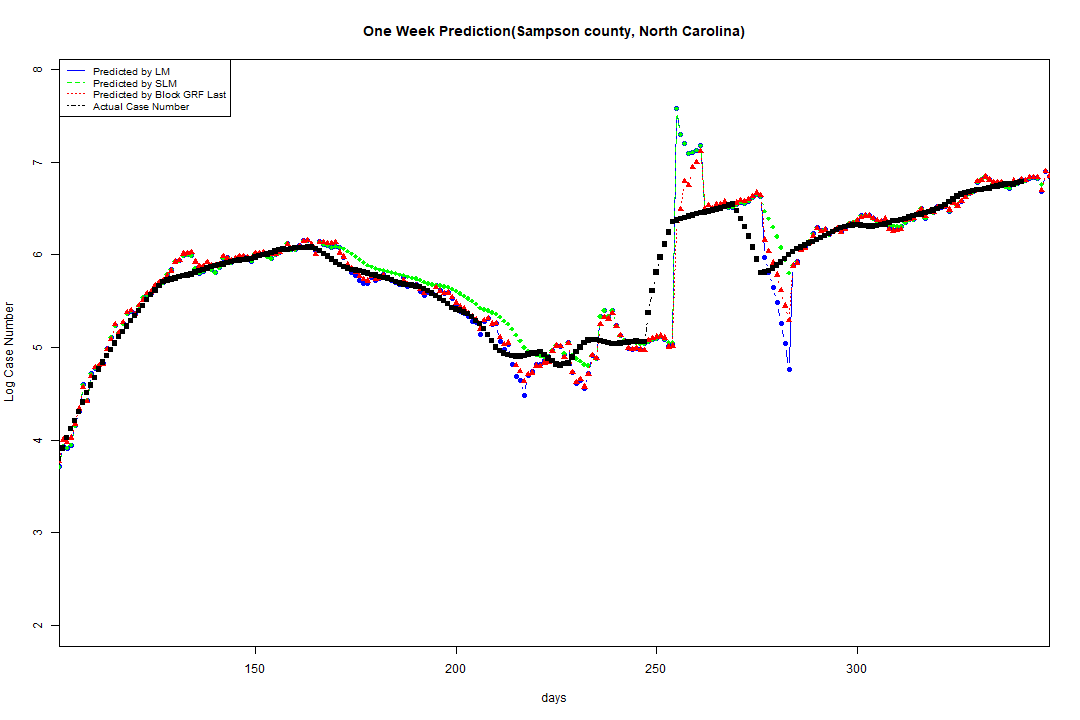 One Week Prediction(Sampson county, North Carolina)
Predicted by LM
Predicted by SLM
Predicted by Block GRF Last
Actual Case Number
8
7
6
5
4
3
2
Log Case Number
150 200 250 300
days